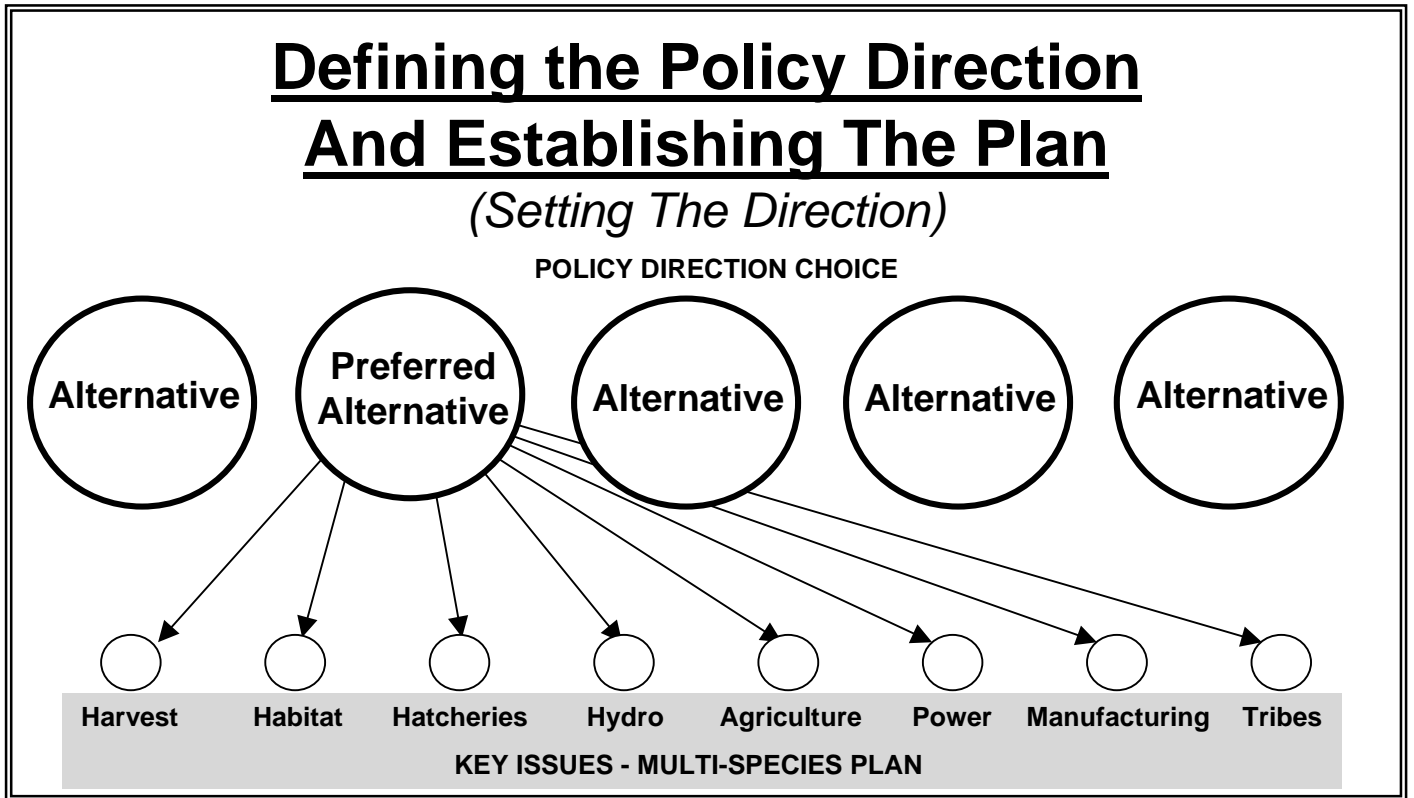 Defining the Policy Direction
And Establishing The Plan
(Setting The Direction)
POLICY DIRECTION CHOICE
Alternative
Preferred
Alternative
Alternative
Alternative
Alternative
Harvest Habitat Hatcheries Hydro Agriculture Power Manufacturing Tribes
KEY ISSUES - MULTI-SPECIES PLAN